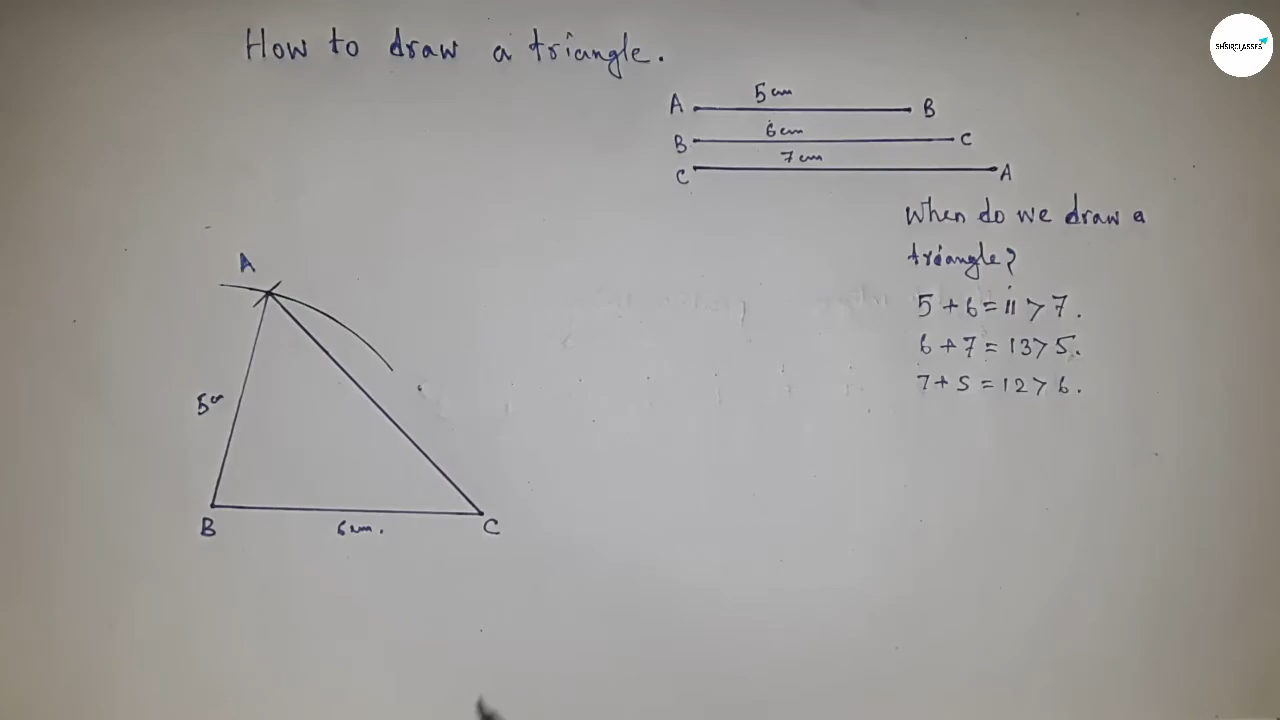 How to draw a triangle.
SHSIRCLASSES
A 5cm B
B 6cm C
C 7cm A
When do we draw a
triangle?
5 + 6 = 11 > 7.
6 + 7 = 13 > 5.
7 + 5 = 12 > 6.
A
5cm
B 6cm. C